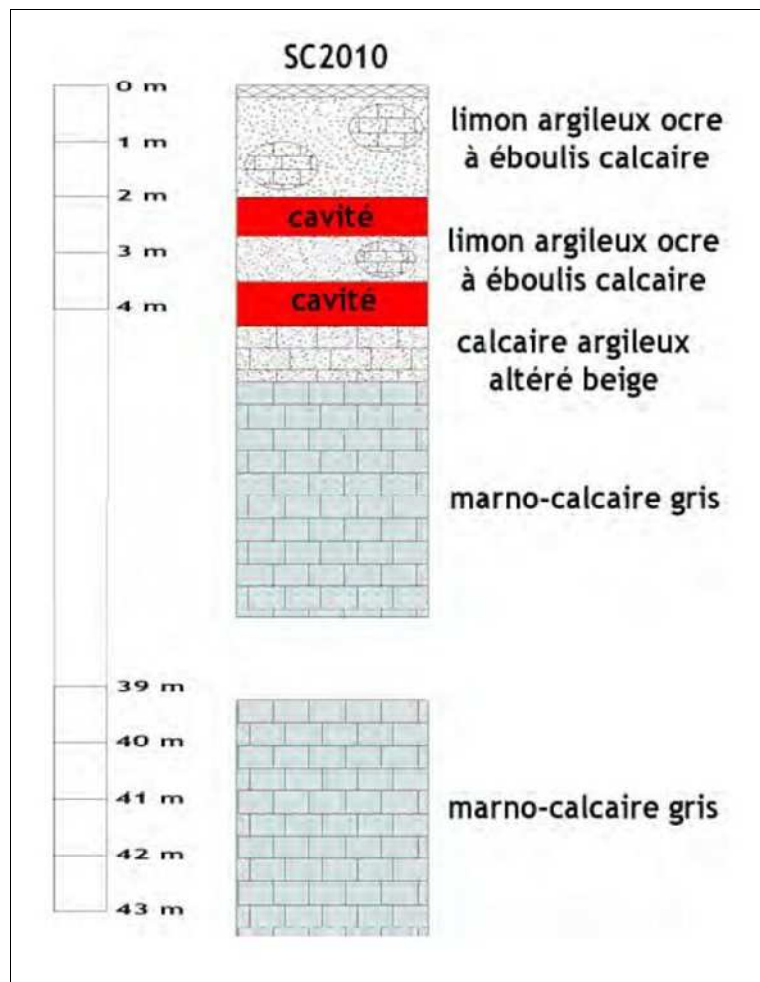 SC2010
0 m
limon argileux ocre
à éboulis calcaire
1 m
2 m
cavité
3 m
limon argileux ocre
à éboulis calcaire
cavité
4 m
calcaire argileux
altéré beige
marno-calcaire gris
39 m
40 m
41 m
marno-calcaire gris
42 m
43 m